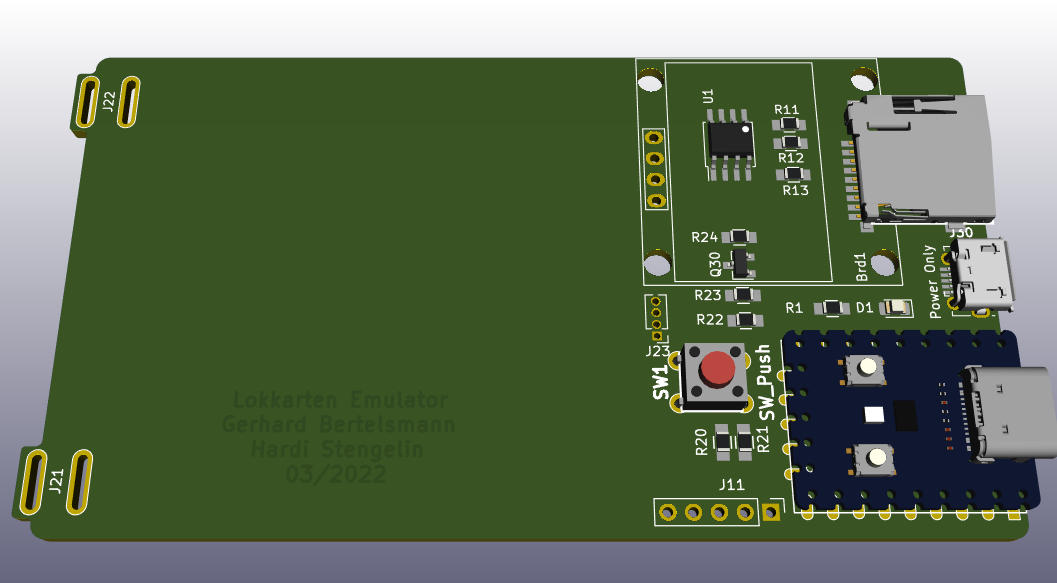 J22
U1
R11
R12
R13
R24
Q30
Brd1
J30
Power Only
R23
R22
R1
D1
J23
SW1
SW_Push
Lokkarten Emulator
Gerhard Bertelsmann
Hardi Stengelin
03/2022
R20
R21
J21
J11